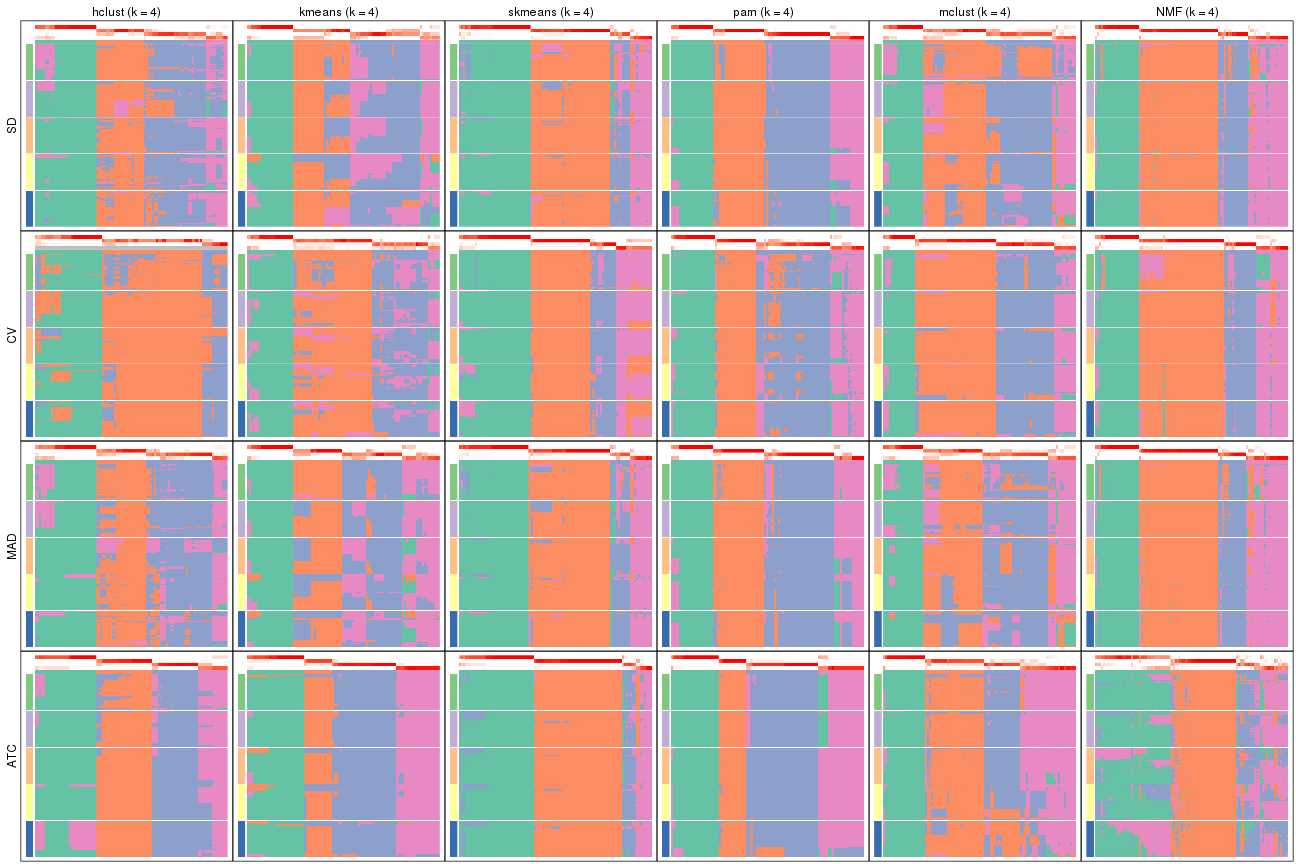 hclust (k = 4)
kmeans (k = 4)
skmeans (k = 4)
pam (k = 4)
mclust (k = 4)
NMF (k = 4)
SD
CV
MAD
ATC